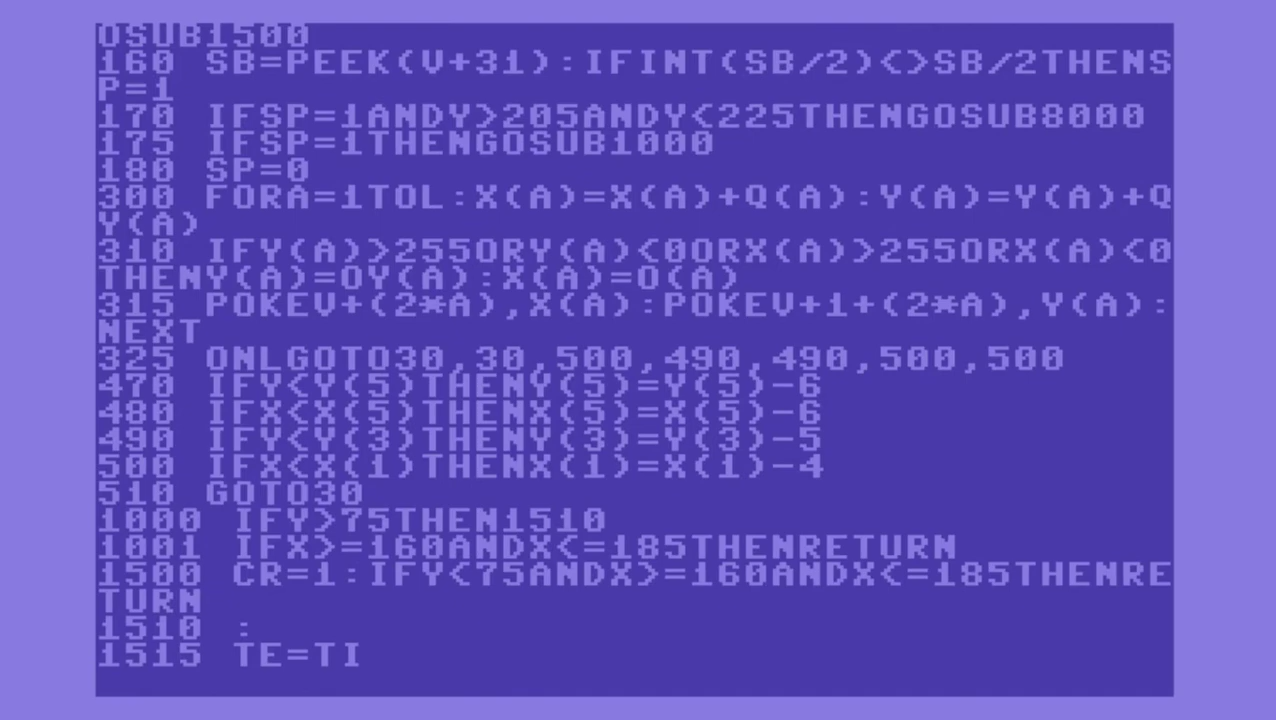 OSUB1500
160 SB=PEEK(V+31):IFINT(SB/2)<>SB/2THENS
P=1
170 IFSP=1ANDY>205ANDY<225THENGOSUB8000
175 IFSP=1THENGOSUB1000
180 SP=0
300 FORA=1TOL:X(A)=X(A)+Q(A):Y(A)=Y(A)+Q
Y(A)
310 IFY(A)>255ORY(A)<0ORX(A)>255ORX(A)<0
THENY(A)=OY(A):X(A)=O(A)
315 POKEV+(2*A),X(A):POKEV+1+(2*A),Y(A):
NEXT
325 ONLGOTO30,30,500,490,490,500,500
470 IFY<Y(5)THENY(5)=Y(5)-6
480 IFX<X(5)THENX(5)=X(5)-6
490 IFY<Y(3)THENY(3)=Y(3)-5
500 IFX<X(1)THENX(1)=X(1)-4
510 GOTO30
1000 IFY>75THEN1510
1001 IFX>=160ANDX<=185THENRETURN
1500 CR=1:IFY<75ANDX>=160ANDX<=185THENRE
TURN
1510 :
1515 TE=TI